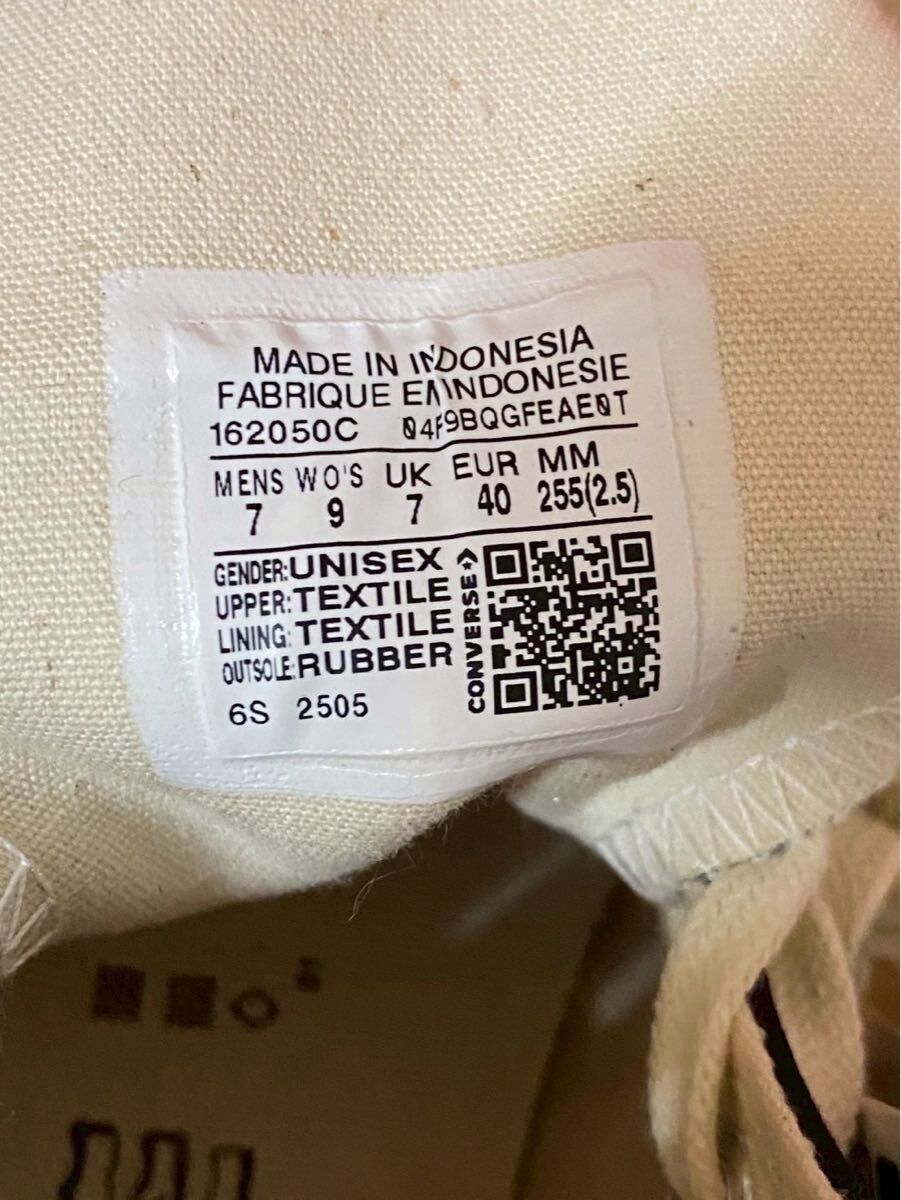 MADE IN INDONESIA
FABRIQUE EN INDONESIE
162050C 04F9BQGFEAE0T
MENS WO'S UK EUR MM
7 9 7 40 255(2.5)
GENDER:UNISEX
UPPER:TEXTILE
LINING:TEXTILE
OUTSOLE:RUBBER
CONVERSE
6S 2505